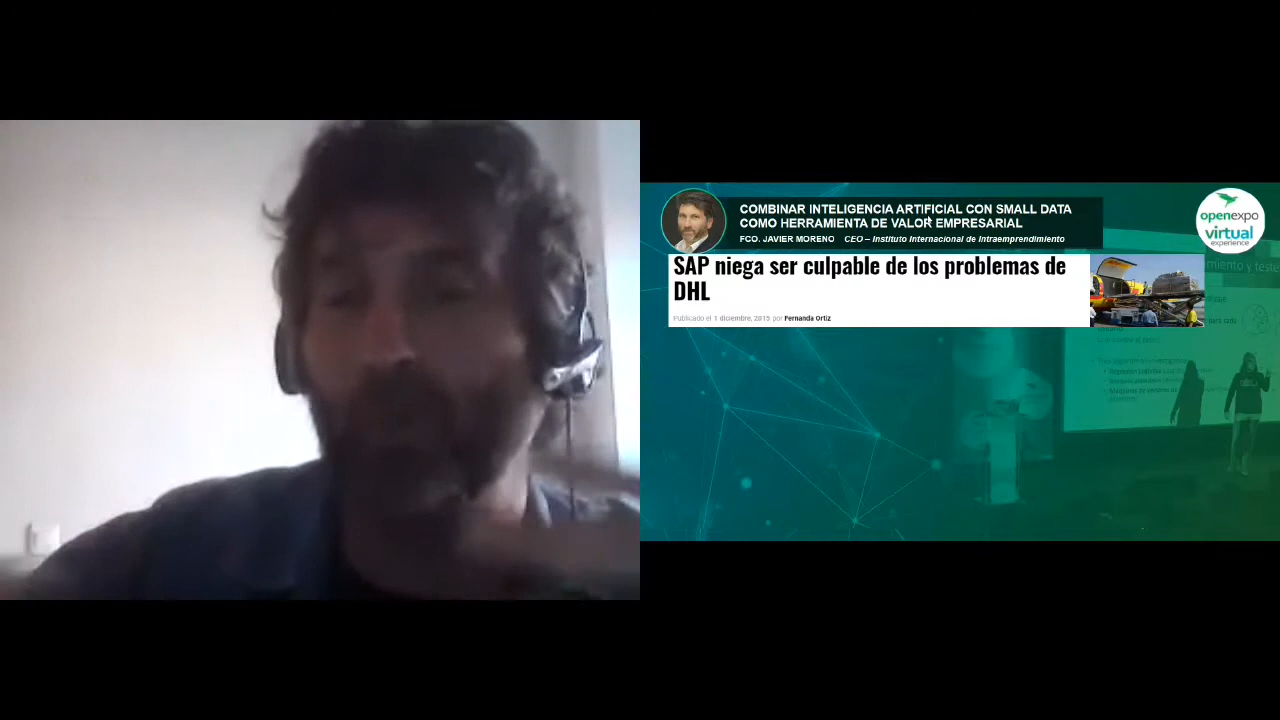 COMBINAR INTELIGENCIA ARTIFICIAL CON SMALL DATA
COMO HERRAMIENTA DE VALOR EMPRESARIAL
FCO. JAVIER MORENO CEO – Instituto Internacional de Intraemprendimiento
openexpo
virtual
experience
SAP niega ser culpable de los problemas de
DHL
Publicado el 1 diciembre, 2015 por Fernanda Ortiz